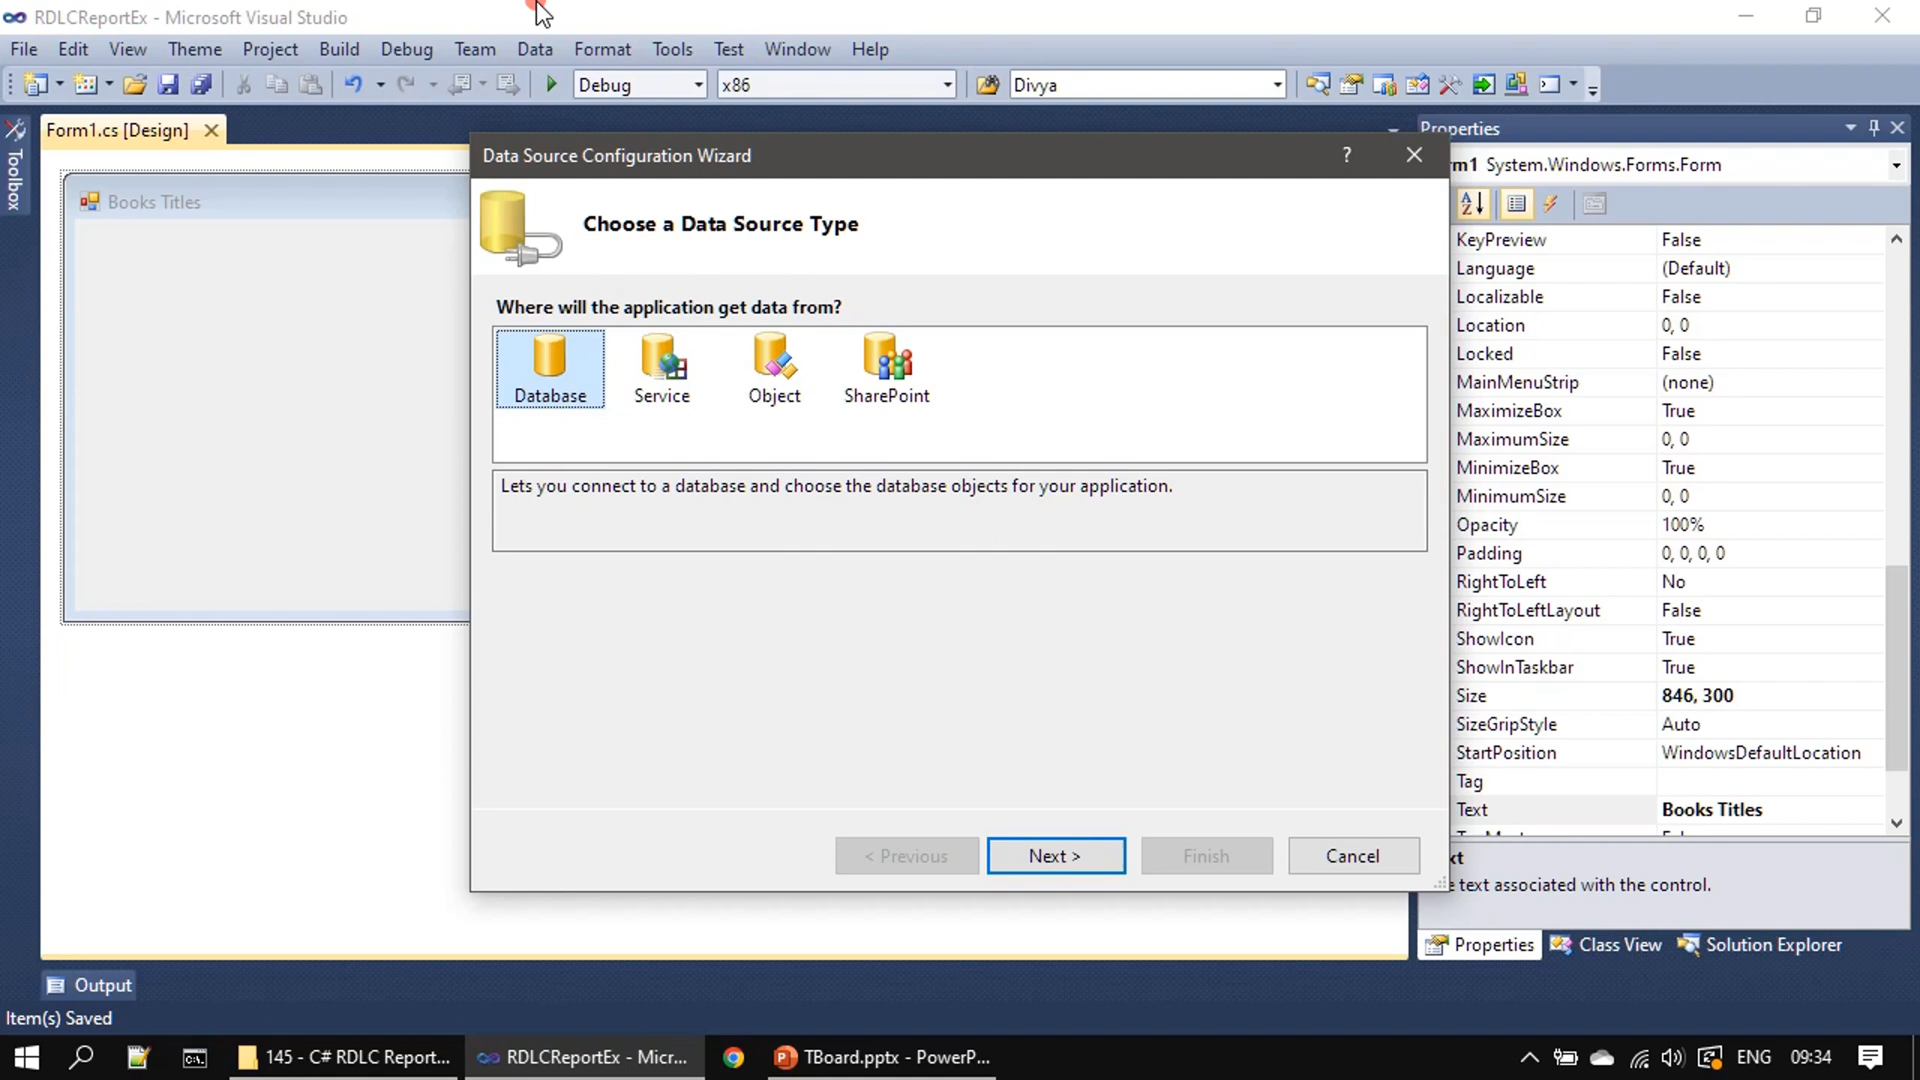 RDLCReportEx - Microsoft Visual Studio
File Edit View Theme Project Build Debug Team Data Format Tools Test Window Help
Debug x86 Divya
Toolbox
Form1.cs [Design]
Books Titles
Data Source Configuration Wizard
?
Choose a Data Source Type
Where will the application get data from?
Database Service Object SharePoint
Lets you connect to a database and choose the database objects for your application.
< Previous Next > Finish Cancel
Properties
rm1 System.Windows.Forms.Form
KeyPreview False
Language (Default)
Localizable False
Location 0, 0
Locked False
MainMenuStrip (none)
MaximizeBox True
MaximumSize 0, 0
MinimizeBox True
MinimumSize 0, 0
Opacity 100%
Padding 0, 0, 0, 0
RightToLeft No
RightToLeftLayout False
ShowIcon True
ShowInTaskbar True
Size 846, 300
SizeGripStyle Auto
StartPosition WindowsDefaultLocation
Tag
Text Books Titles
xt
e text associated with the control.
Properties Class View Solution Explorer
Output
Item(s) Saved
145 - C# RDLC Report... RDLCReportEx - Micr... TBoard.pptx - PowerP... ENG 09:34